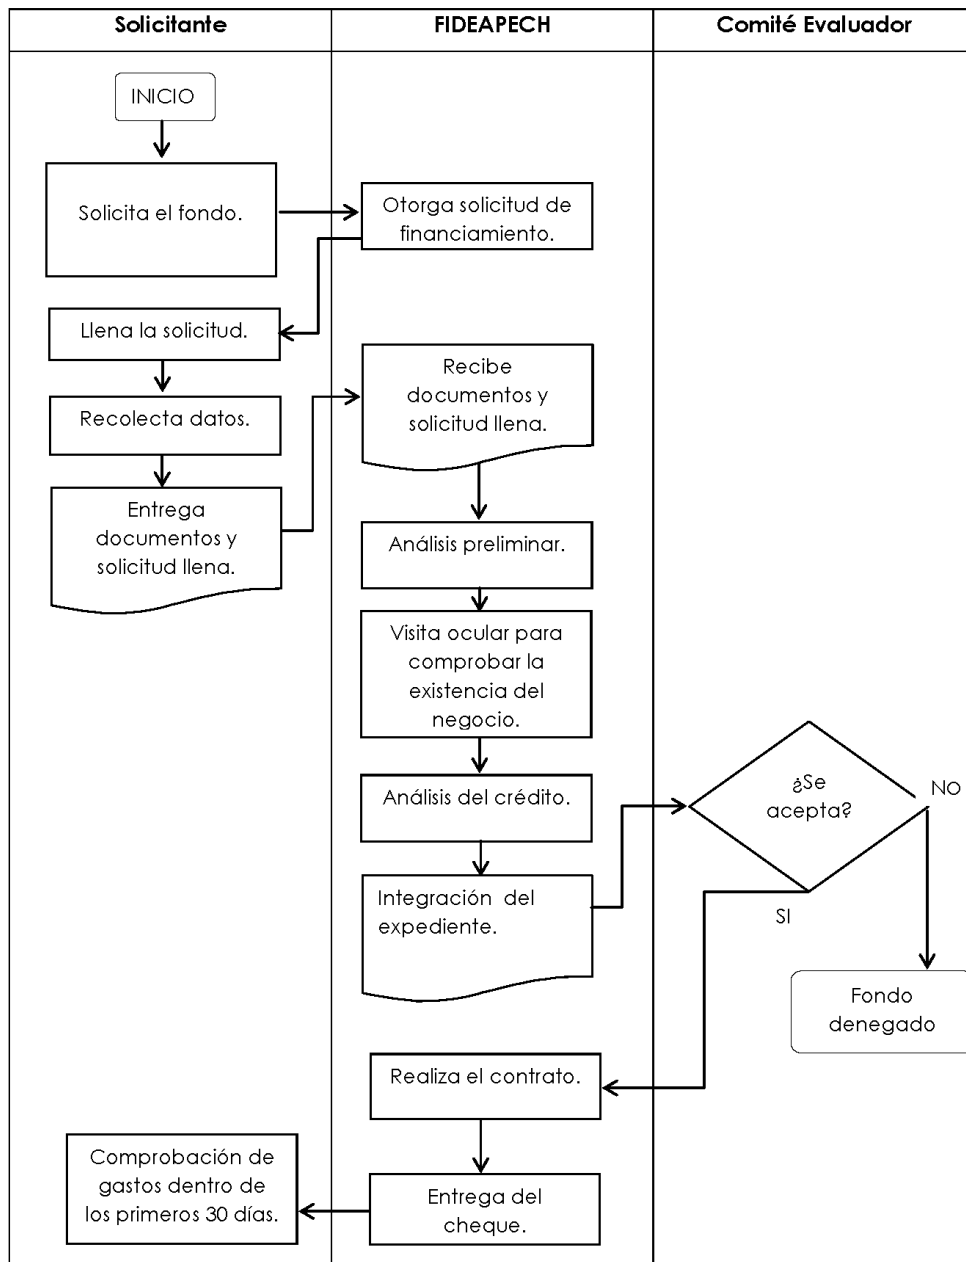 Solicitante
FIDEAPECH
Comité Evaluador
INICIO
Solicita el fondo.
Otorga solicitud de
financiamiento.
Llena la solicitud.
Recolecta datos.
Entrega
documentos y
solicitud llena.
Recibe
documentos y
solicitud llena.
Análisis preliminar.
Visita ocular para
comprobar la
existencia del
negocio.
Análisis del crédito.
Integración del
expediente.
¿Se
acepta?
NO
SI
Fondo
denegado
Realiza el contrato.
Entrega del
cheque.
Comprobación de
gastos dentro de
los primeros 30 días.